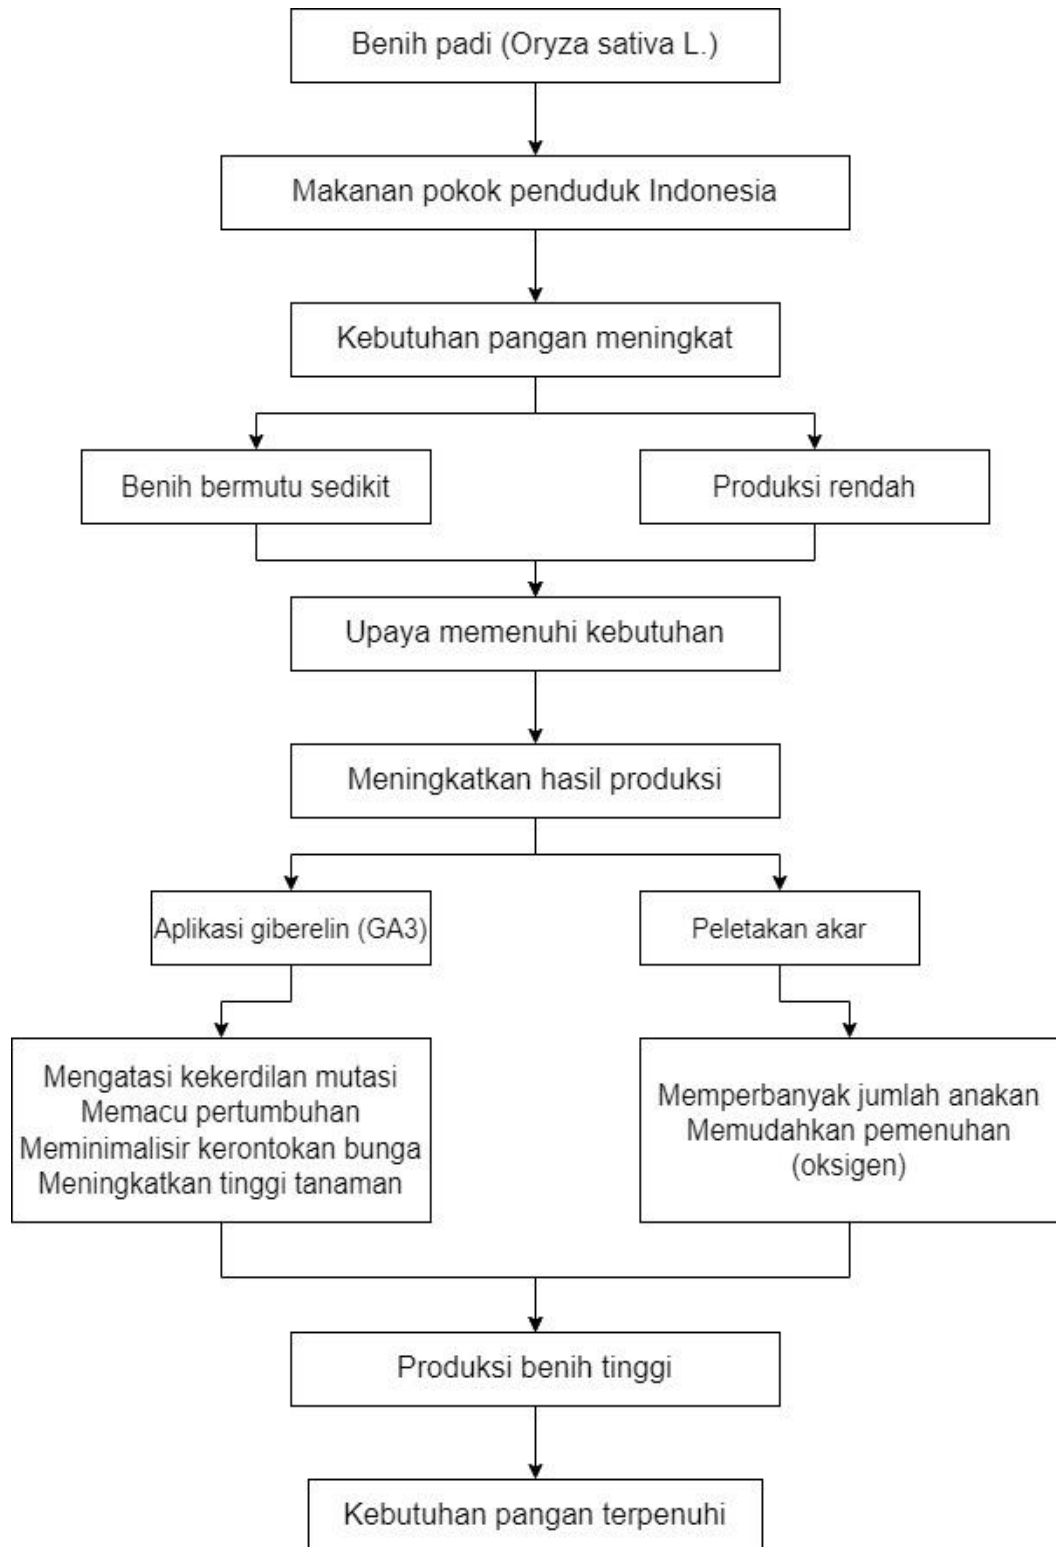 Benih padi (Oryza sativa L.)
Makanan pokok penduduk Indonesia
Kebutuhan pangan meningkat
Benih bermutu sedikit
Produksi rendah
Upaya memenuhi kebutuhan
Meningkatkan hasil produksi
Aplikasi giberelin (GA3)
Peletakan akar
Mengatasi kekerdilan mutasi
Memacu pertumbuhan
Meminimalisir kerontokan bunga
Meningkatkan tinggi tanaman
Memperbanyak jumlah anakan
Memudahkan pemenuhan
(oksigen)
Produksi benih tinggi
Kebutuhan pangan terpenuhi